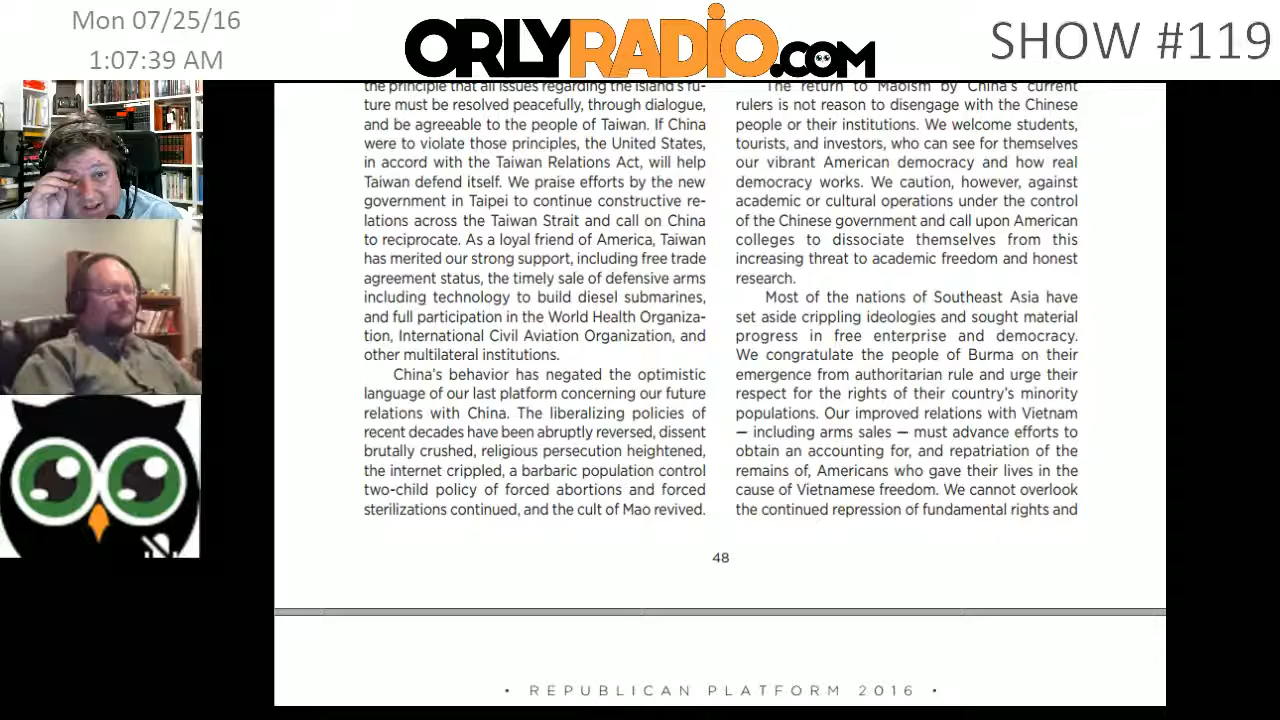 Mon 07/25/16
1:07:39 AM
ORLYRADIO.COM
SHOW #119
the principle that all issues regarding the island's fu-
ture must be resolved peacefully, through dialogue,
and be agreeable to the people of Taiwan. If China
were to violate those principles, the United States,
in accord with the Taiwan Relations Act, will help
Taiwan defend itself. We praise efforts by the new
government in Taipei to continue constructive re-
lations across the Taiwan Strait and call on China
to reciprocate. As a loyal friend of America, Taiwan
has merited our strong support, including free trade
agreement status, the timely sale of defensive arms
including technology to build diesel submarines,
and full participation in the World Health Organiza-
tion, International Civil Aviation Organization, and
other multilateral institutions.
China's behavior has negated the optimistic
language of our last platform concerning our future
relations with China. The liberalizing policies of
recent decades have been abruptly reversed, dissent
brutally crushed, religious persecution heightened,
the internet crippled, a barbaric population control
two-child policy of forced abortions and forced
sterilizations continued, and the cult of Mao revived.
The return to Maoism by China's current
rulers is not reason to disengage with the Chinese
people or their institutions. We welcome students,
tourists, and investors, who can see for themselves
our vibrant American democracy and how real
democracy works. We caution, however, against
academic or cultural operations under the control
of the Chinese government and call upon American
colleges to dissociate themselves from this
increasing threat to academic freedom and honest
research.
Most of the nations of Southeast Asia have
set aside crippling ideologies and sought material
progress in free enterprise and democracy.
We congratulate the people of Burma on their
emergence from authoritarian rule and urge their
respect for the rights of their country's minority
populations. Our improved relations with Vietnam
— including arms sales — must advance efforts to
obtain an accounting for, and repatriation of the
remains of, Americans who gave their lives in the
cause of Vietnamese freedom. We cannot overlook
the continued repression of fundamental rights and
48
• REPUBLICAN PLATFORM 2016 •